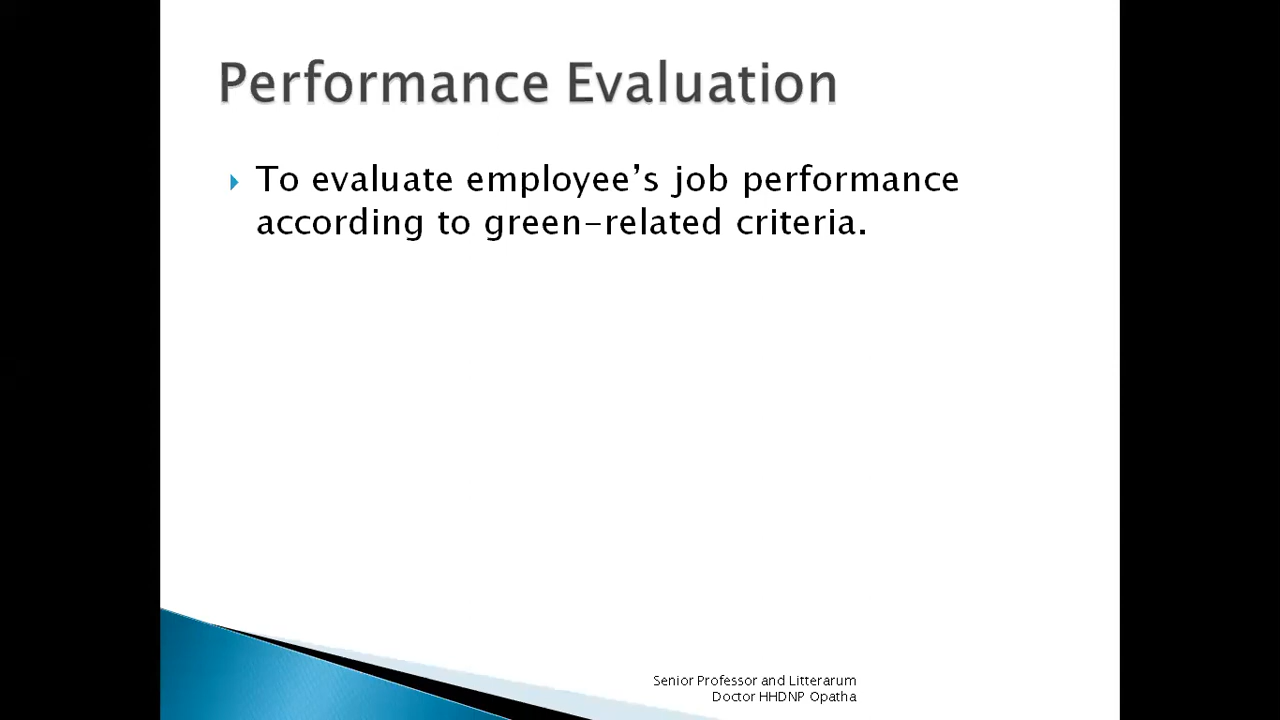 Performance Evaluation
To evaluate employee’s job performance
according to green-related criteria.
Senior Professor and Litterarum
Doctor HHDNP Opatha